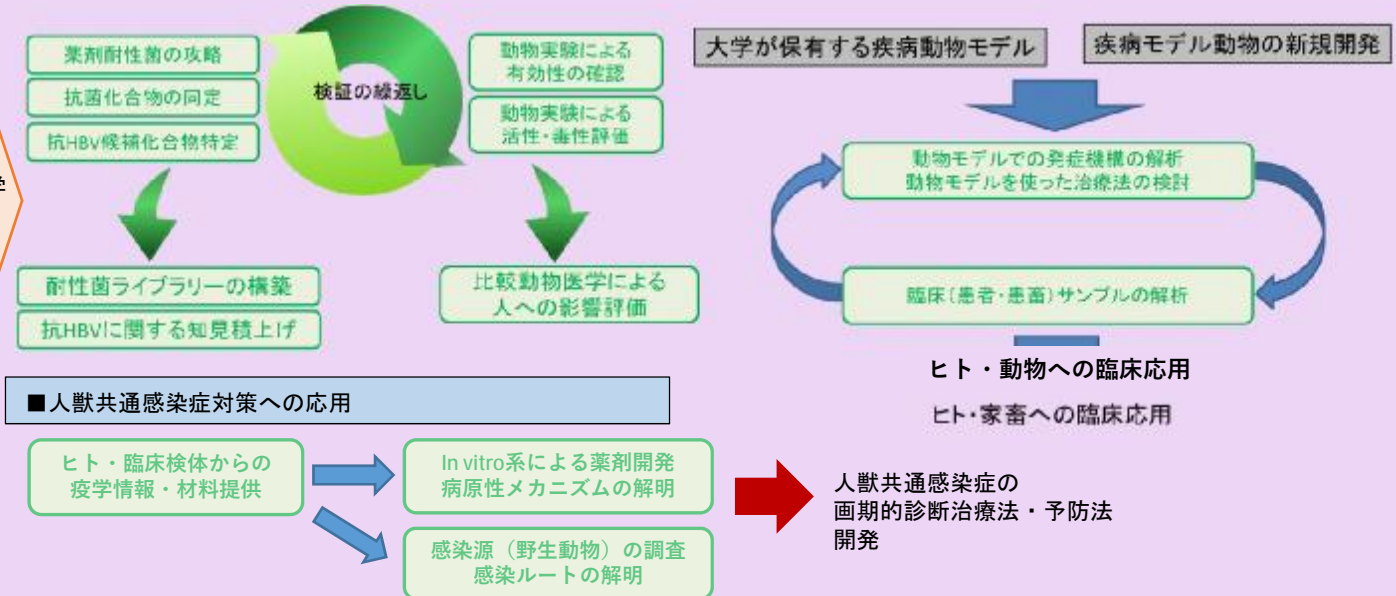 薬剤耐性菌の攻略
抗菌化合物の同定
抗HBV候補化合物特定
検証の繰返し
動物実験による
有効性の確認
動物実験による
活性・毒性評価
耐性菌ライブラリーの構築
抗HBVに関する知見積上げ
比較動物医学による
人への影響評価
大学が保有する疾病動物モデル
疾病モデル動物の新規開発
動物モデルでの発症機構の解析
動物モデルを使った治療法の検討
臨床(患者・患畜)サンプルの解析
ヒト・動物への臨床応用
ヒト・家畜への臨床応用
■人獣共通感染症対策への応用
ヒト・臨床検体からの
疫学情報・材料提供
In vitro系による薬剤開発
病原性メカニズムの解明
感染源（野生動物）の調査
感染ルートの解明
人獣共通感染症の
画期的診断治療法・予防法
開発